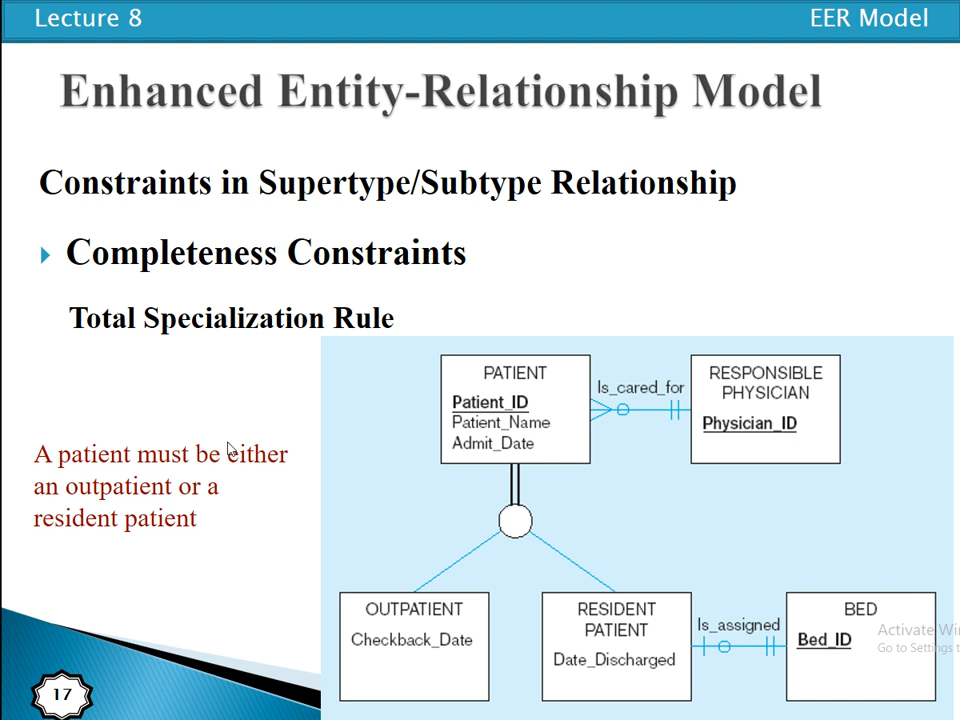 Lecture 8
EER Model
Enhanced Entity-Relationship Model
Constraints in Supertype/Subtype Relationship
Completeness Constraints
Total Specialization Rule
A patient must be either
an outpatient or a
resident patient
PATIENT
Patient_ID
Patient_Name
Admit_Date
Is_cared_for
RESPONSIBLE
PHYSICIAN
Physician_ID
OUTPATIENT
Checkback_Date
RESIDENT
PATIENT
Date_Discharged
Is_assigned
BED
Bed_ID
Activate Win
Go to Settings t
17